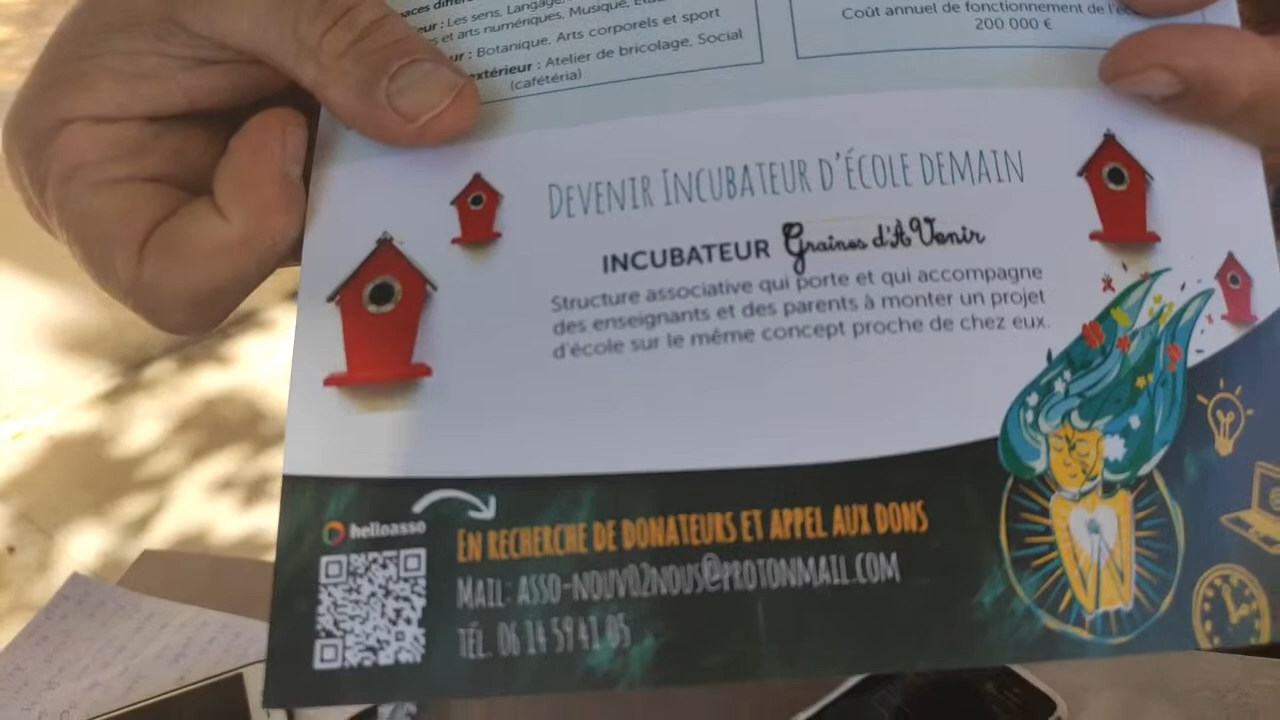 : Les sens, Langage,
et arts numériques, Musique,
: Botanique, Arts corporels et sport
extérieur : Atelier de bricolage, Social
(cafétéria)
Coût annuel de fonctionnement de
200 000 €
DEVENIR INCUBATEUR D'ÉCOLE DEMAIN
INCUBATEUR Graines d'À Venir
Structure associative qui porte et qui accompagne
des enseignants et des parents à monter un projet
d'école sur le même concept proche de chez eux.
helloasso
EN RECHERCHE DE DONATEURS ET APPEL AUX DONS
MAIL: ASSO-NOUVO2NOUS@PROTONMAIL.COM
TÉL. 06 14 59 41 05